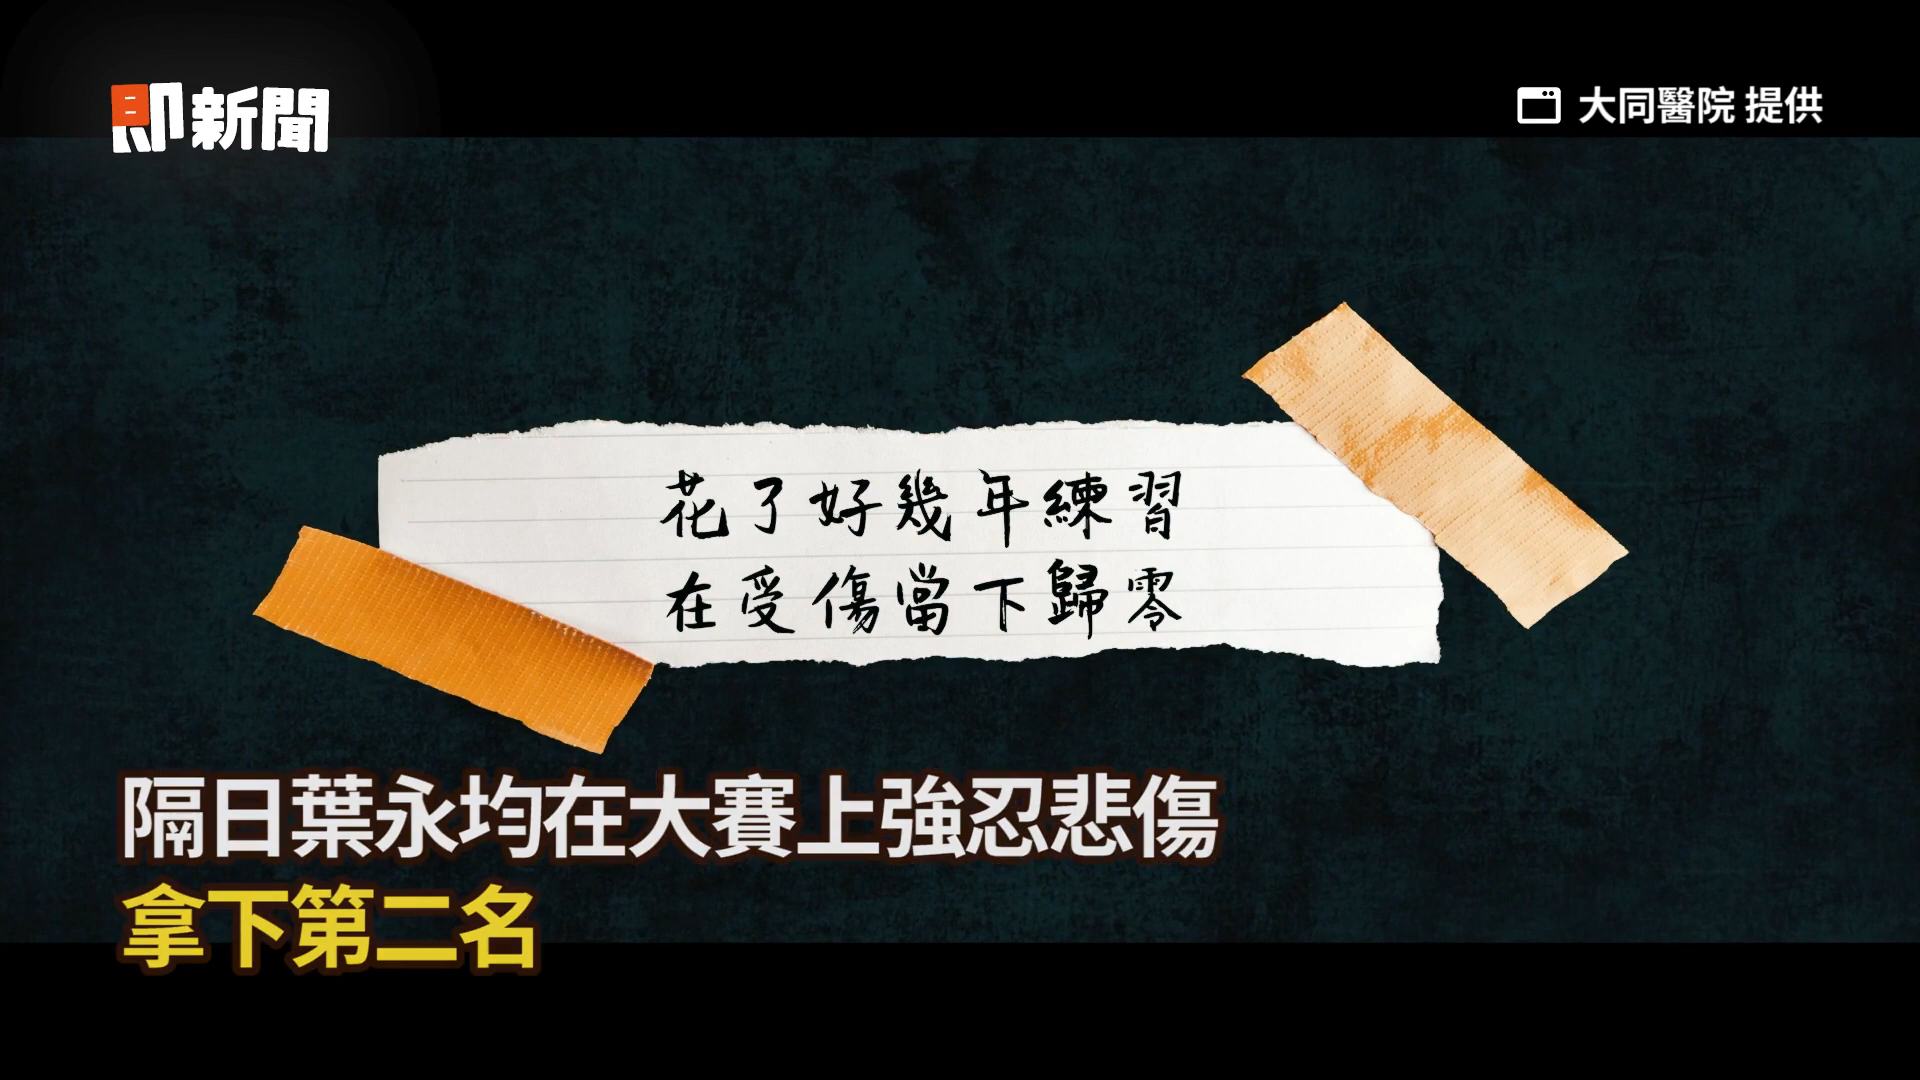 即新聞
大同醫院 提供
花了好幾年練習
在受傷當下歸零
隔日葉永均在大賽上強忍悲傷
拿下第二名